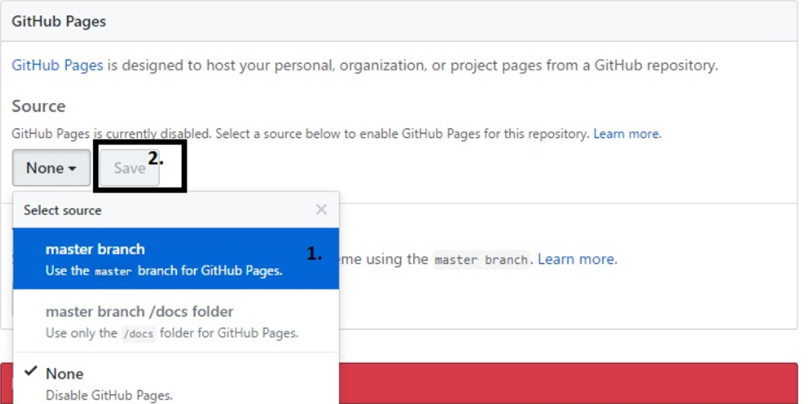 GitHub Pages
GitHub Pages is designed to host your personal, organization, or project pages from a GitHub repository.
Source
GitHub Pages is currently disabled. Select a source below to enable GitHub Pages for this repository. Learn more.
None
Save
2.
Select source
master branch
1.
Use the master branch for GitHub Pages.
eme using the master branch. Learn more.
master branch /docs folder
Use only the /docs folder for GitHub Pages.
None
Disable GitHub Pages.